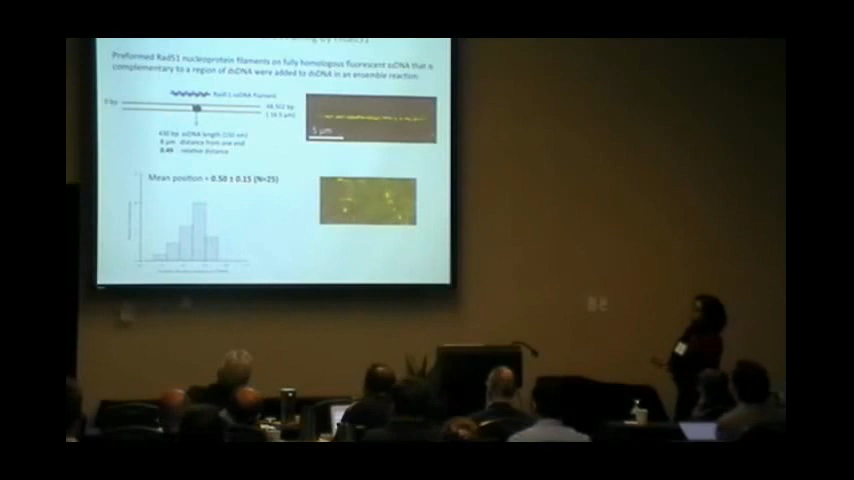 Preformed Rad51 nucleoprotein filaments on fully homologous fluorescent ssDNA that is
complementary to a region of dsDNA were added to dsDNA in an ensemble reaction
Rad51-ssDNA filament
0 bp
48,502 bp
(16.5 µm)
430 bp ssDNA length (150 nm)
8 µm distance from one end
0.49 relative distance
5 µm
Mean position = 0.50 ± 0.15 (N=25)